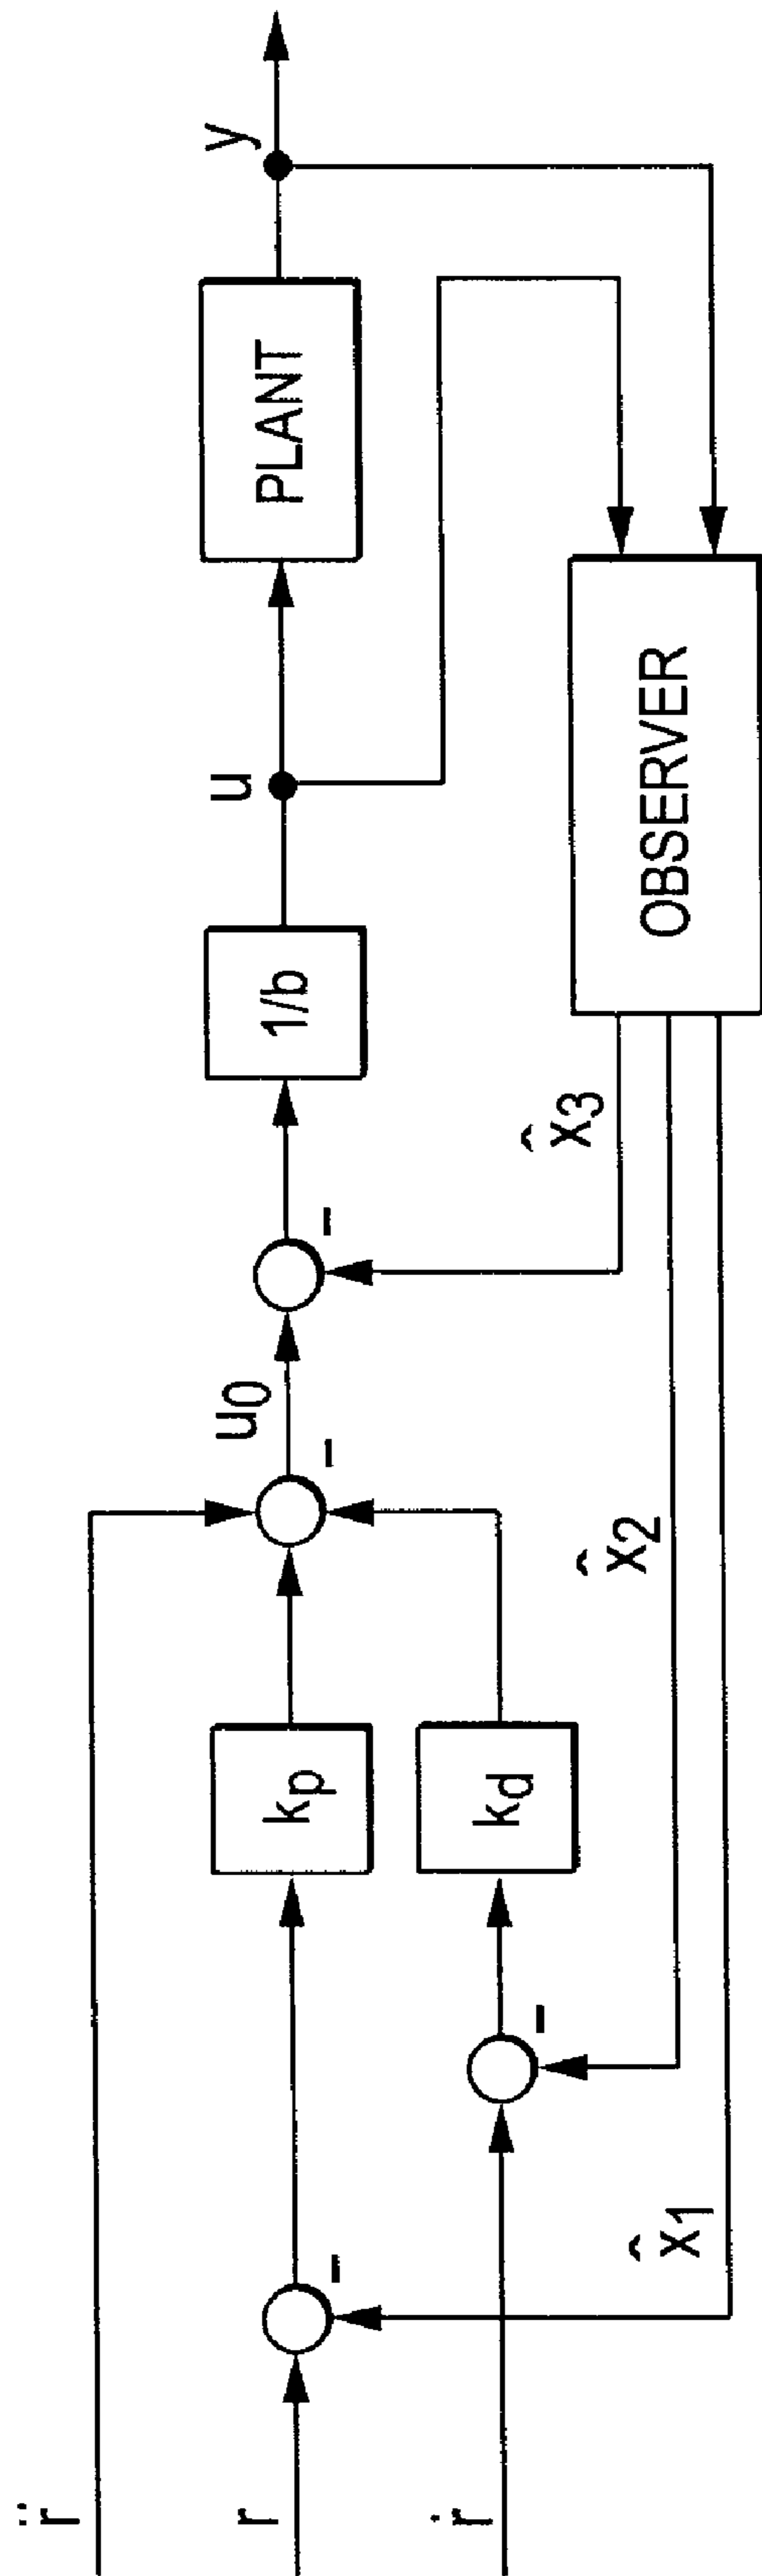 r̈
r
ṙ
kp
kd
u0
1/b
u
PLANT
y
x̂3
x̂2
x̂1
OBSERVER
-
-
-
-